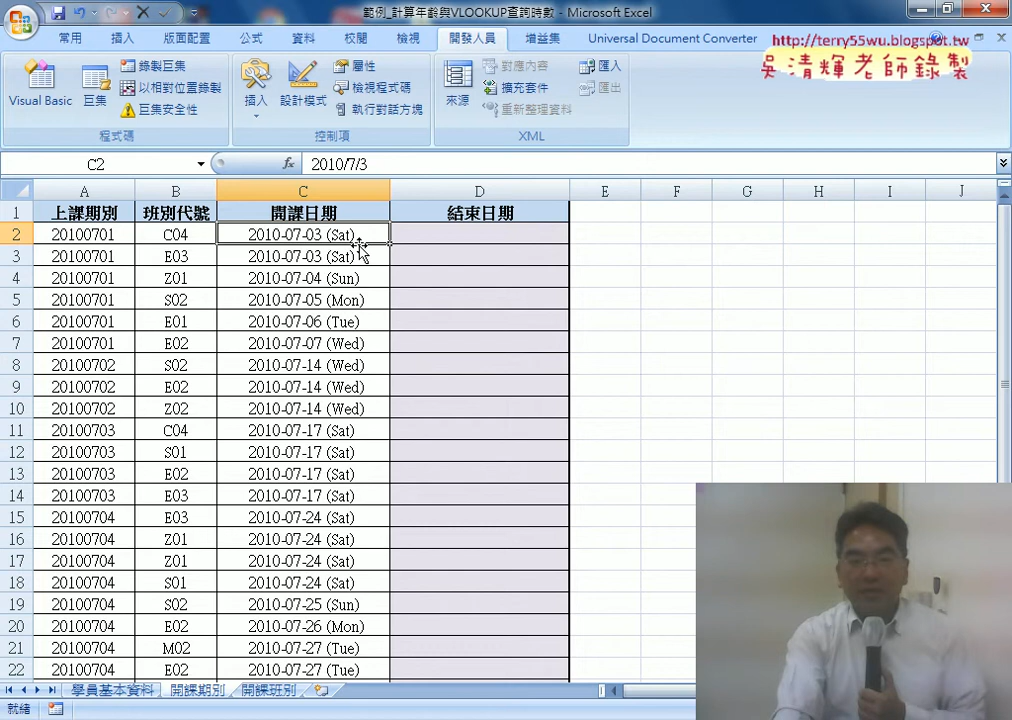 範例_計算年齡與VLOOKUP查詢時數 - Microsoft Excel
常用 插入 版面配置 公式 資料 校閱 檢視 開發人員 增益集 Universal Document Converter
http://terry55wu.blogspot.tw
吳清輝老師錄製
Visual Basic 巨集 錄製巨集 以相對位置錄製 巨集安全性
插入 設計模式 屬性 檢視程式碼 執行對話方塊
來源 對應內容 擴充套件 重新整理資料 匯入 匯出
程式碼 控制項 XML
C2 fx 2010/7/3
A B C D E F G H I J
1 上課期別 班別代號 開課日期 結束日期
2 20100701 C04 2010-07-03 (Sat)
3 20100701 E03 2010-07-03 (Sat)
4 20100701 Z01 2010-07-04 (Sun)
5 20100701 S02 2010-07-05 (Mon)
6 20100701 E01 2010-07-06 (Tue)
7 20100701 E02 2010-07-07 (Wed)
8 20100702 S02 2010-07-14 (Wed)
9 20100702 E02 2010-07-14 (Wed)
10 20100702 Z02 2010-07-14 (Wed)
11 20100703 C04 2010-07-17 (Sat)
12 20100703 S01 2010-07-17 (Sat)
13 20100703 E02 2010-07-17 (Sat)
14 20100703 E03 2010-07-17 (Sat)
15 20100704 E03 2010-07-24 (Sat)
16 20100704 Z01 2010-07-24 (Sat)
17 20100704 Z01 2010-07-24 (Sat)
18 20100704 S01 2010-07-24 (Sat)
19 20100704 S02 2010-07-25 (Sun)
20 20100704 E02 2010-07-26 (Mon)
21 20100704 M02 2010-07-27 (Tue)
22 20100704 E02 2010-07-27 (Tue)
學員基本資料 開課期別 開課班別
就緒